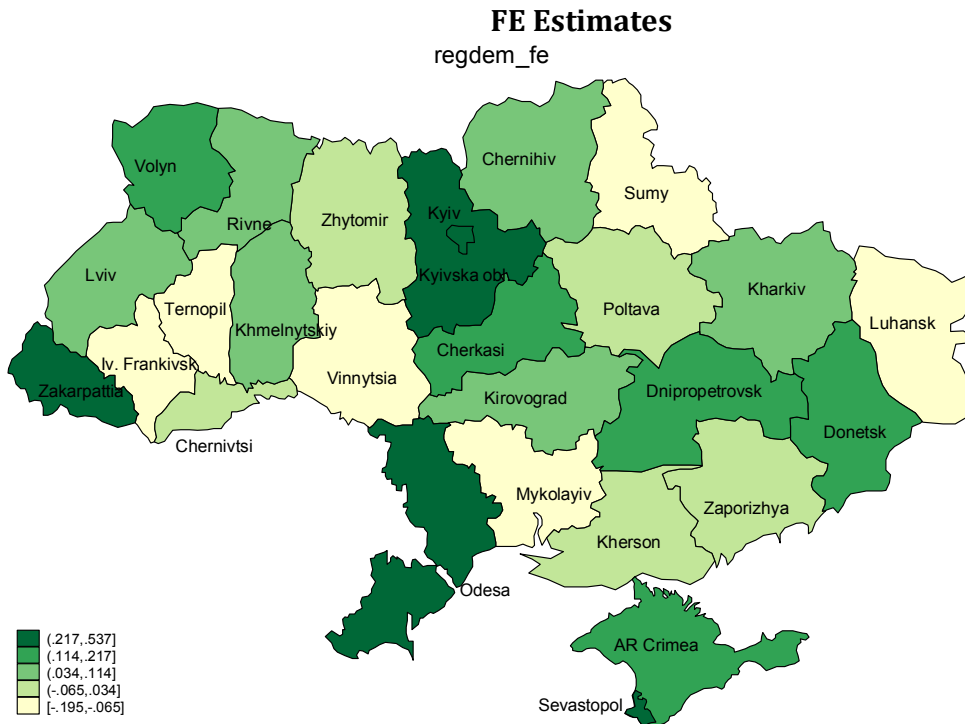 FE Estimates
regdem_fe
Volyn
Rivne
Zhytomir
Kyiv
Chernihiv
Sumy
Lviv
Ternopil
Khmelnytskiy
Kyivska obl
Poltava
Kharkiv
Luhansk
Zakarpattia
Iv. Frankivsk
Vinnytsia
Cherkasi
Kirovograd
Dnipropetrovsk
Donetsk
Chernivtsi
Mykolayiv
Zaporizhya
Kherson
Odesa
AR Crimea
Sevastopol
(.217,.537]
(.114,.217]
(.034,.114]
(-.065,.034]
[-.195,-.065]